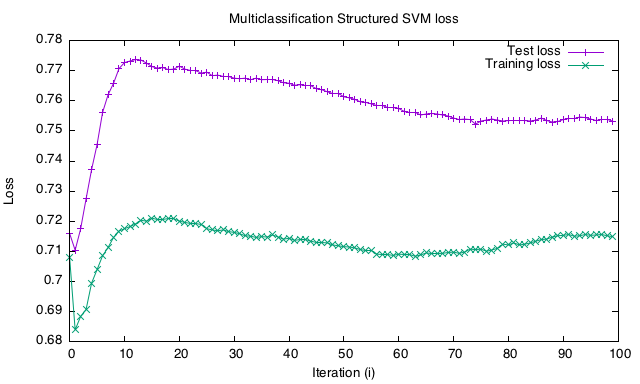 Multiclassification Structured SVM loss
0.78
0.77
0.76
0.75
0.74
0.73
0.72
0.71
0.7
0.69
0.68
Loss
Test loss
Training loss
0 10 20 30 40 50 60 70 80 90 100
Iteration (i)